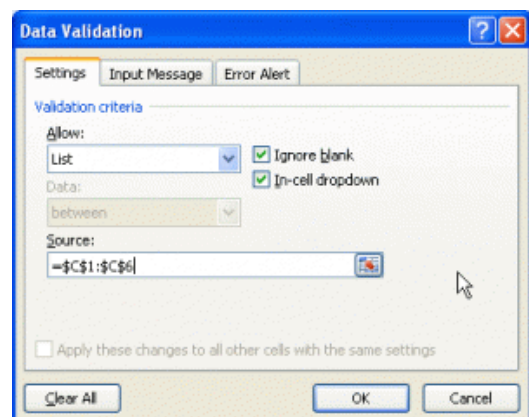 Data Validation
Settings Input Message Error Alert
Validation criteria
Allow:
List
Ignore blank
Data:
In-cell dropdown
between
Source:
=$C$1:$C$6
Apply these changes to all other cells with the same settings
Clear All OK Cancel